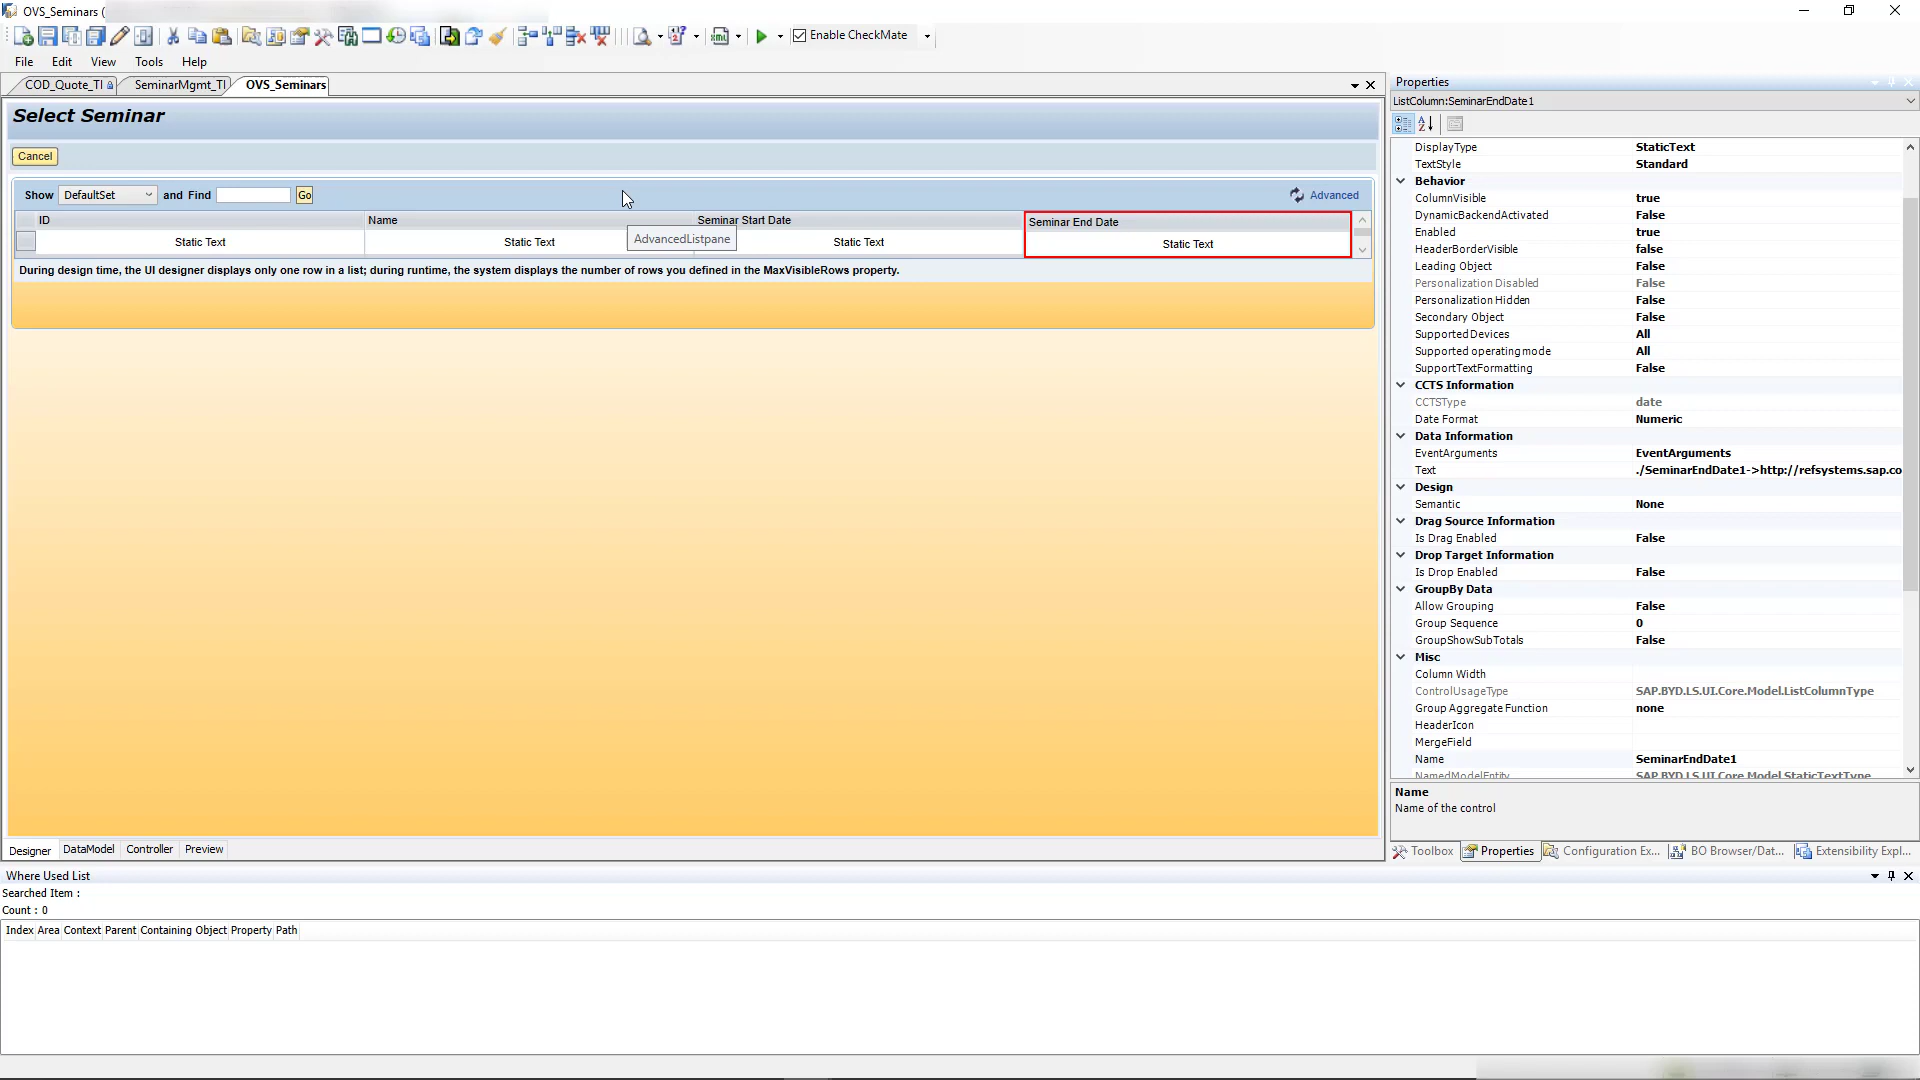 OVS_Seminars (
Enable CheckMate
File Edit View Tools Help
COD_Quote_TI SeminarMgmt_TI OVS_Seminars
Select Seminar
Cancel
Show DefaultSet and Find Go Advanced
ID Name Seminar Start Date Seminar End Date
Static Text Static Text Static Text Static Text
AdvancedListpane
During design time, the UI designer displays only one row in a list; during runtime, the system displays the number of rows you defined in the MaxVisibleRows property.
Designer DataModel Controller Preview
Properties
ListColumn:SeminarEndDate1
DisplayType StaticText
TextStyle Standard
Behavior
ColumnVisible true
DynamicBackendActivated False
Enabled true
HeaderBorderVisible false
Leading Object False
Personalization Disabled False
Personalization Hidden False
Secondary Object False
SupportedDevices All
Supported operatingmode All
SupportTextFormatting False
CCTS Information
CCTSType date
Date Format Numeric
Data Information
EventArguments EventArguments
Text ./SeminarEndDate1->http://refsystems.sap.co
Design
Semantic None
Drag Source Information
Is Drag Enabled False
Drop Target Information
Is Drop Enabled False
GroupBy Data
Allow Grouping False
Group Sequence 0
GroupShowSubTotals False
Misc
Column Width
ControlUsageType SAP.BYD.LS.UI.Core.Model.ListColumnType
Group Aggregate Function none
HeaderIcon
MergeField
Name SeminarEndDate1
NamedModelEntity SAP.BYD.LS.UI.Core.Model.StaticTextType
Name
Name of the control
Toolbox Properties Configuration Ex... BO Browser/Dat... Extensibility Expl...
Where Used List
Searched Item :
Count : 0
Index Area Context Parent Containing Object Property Path